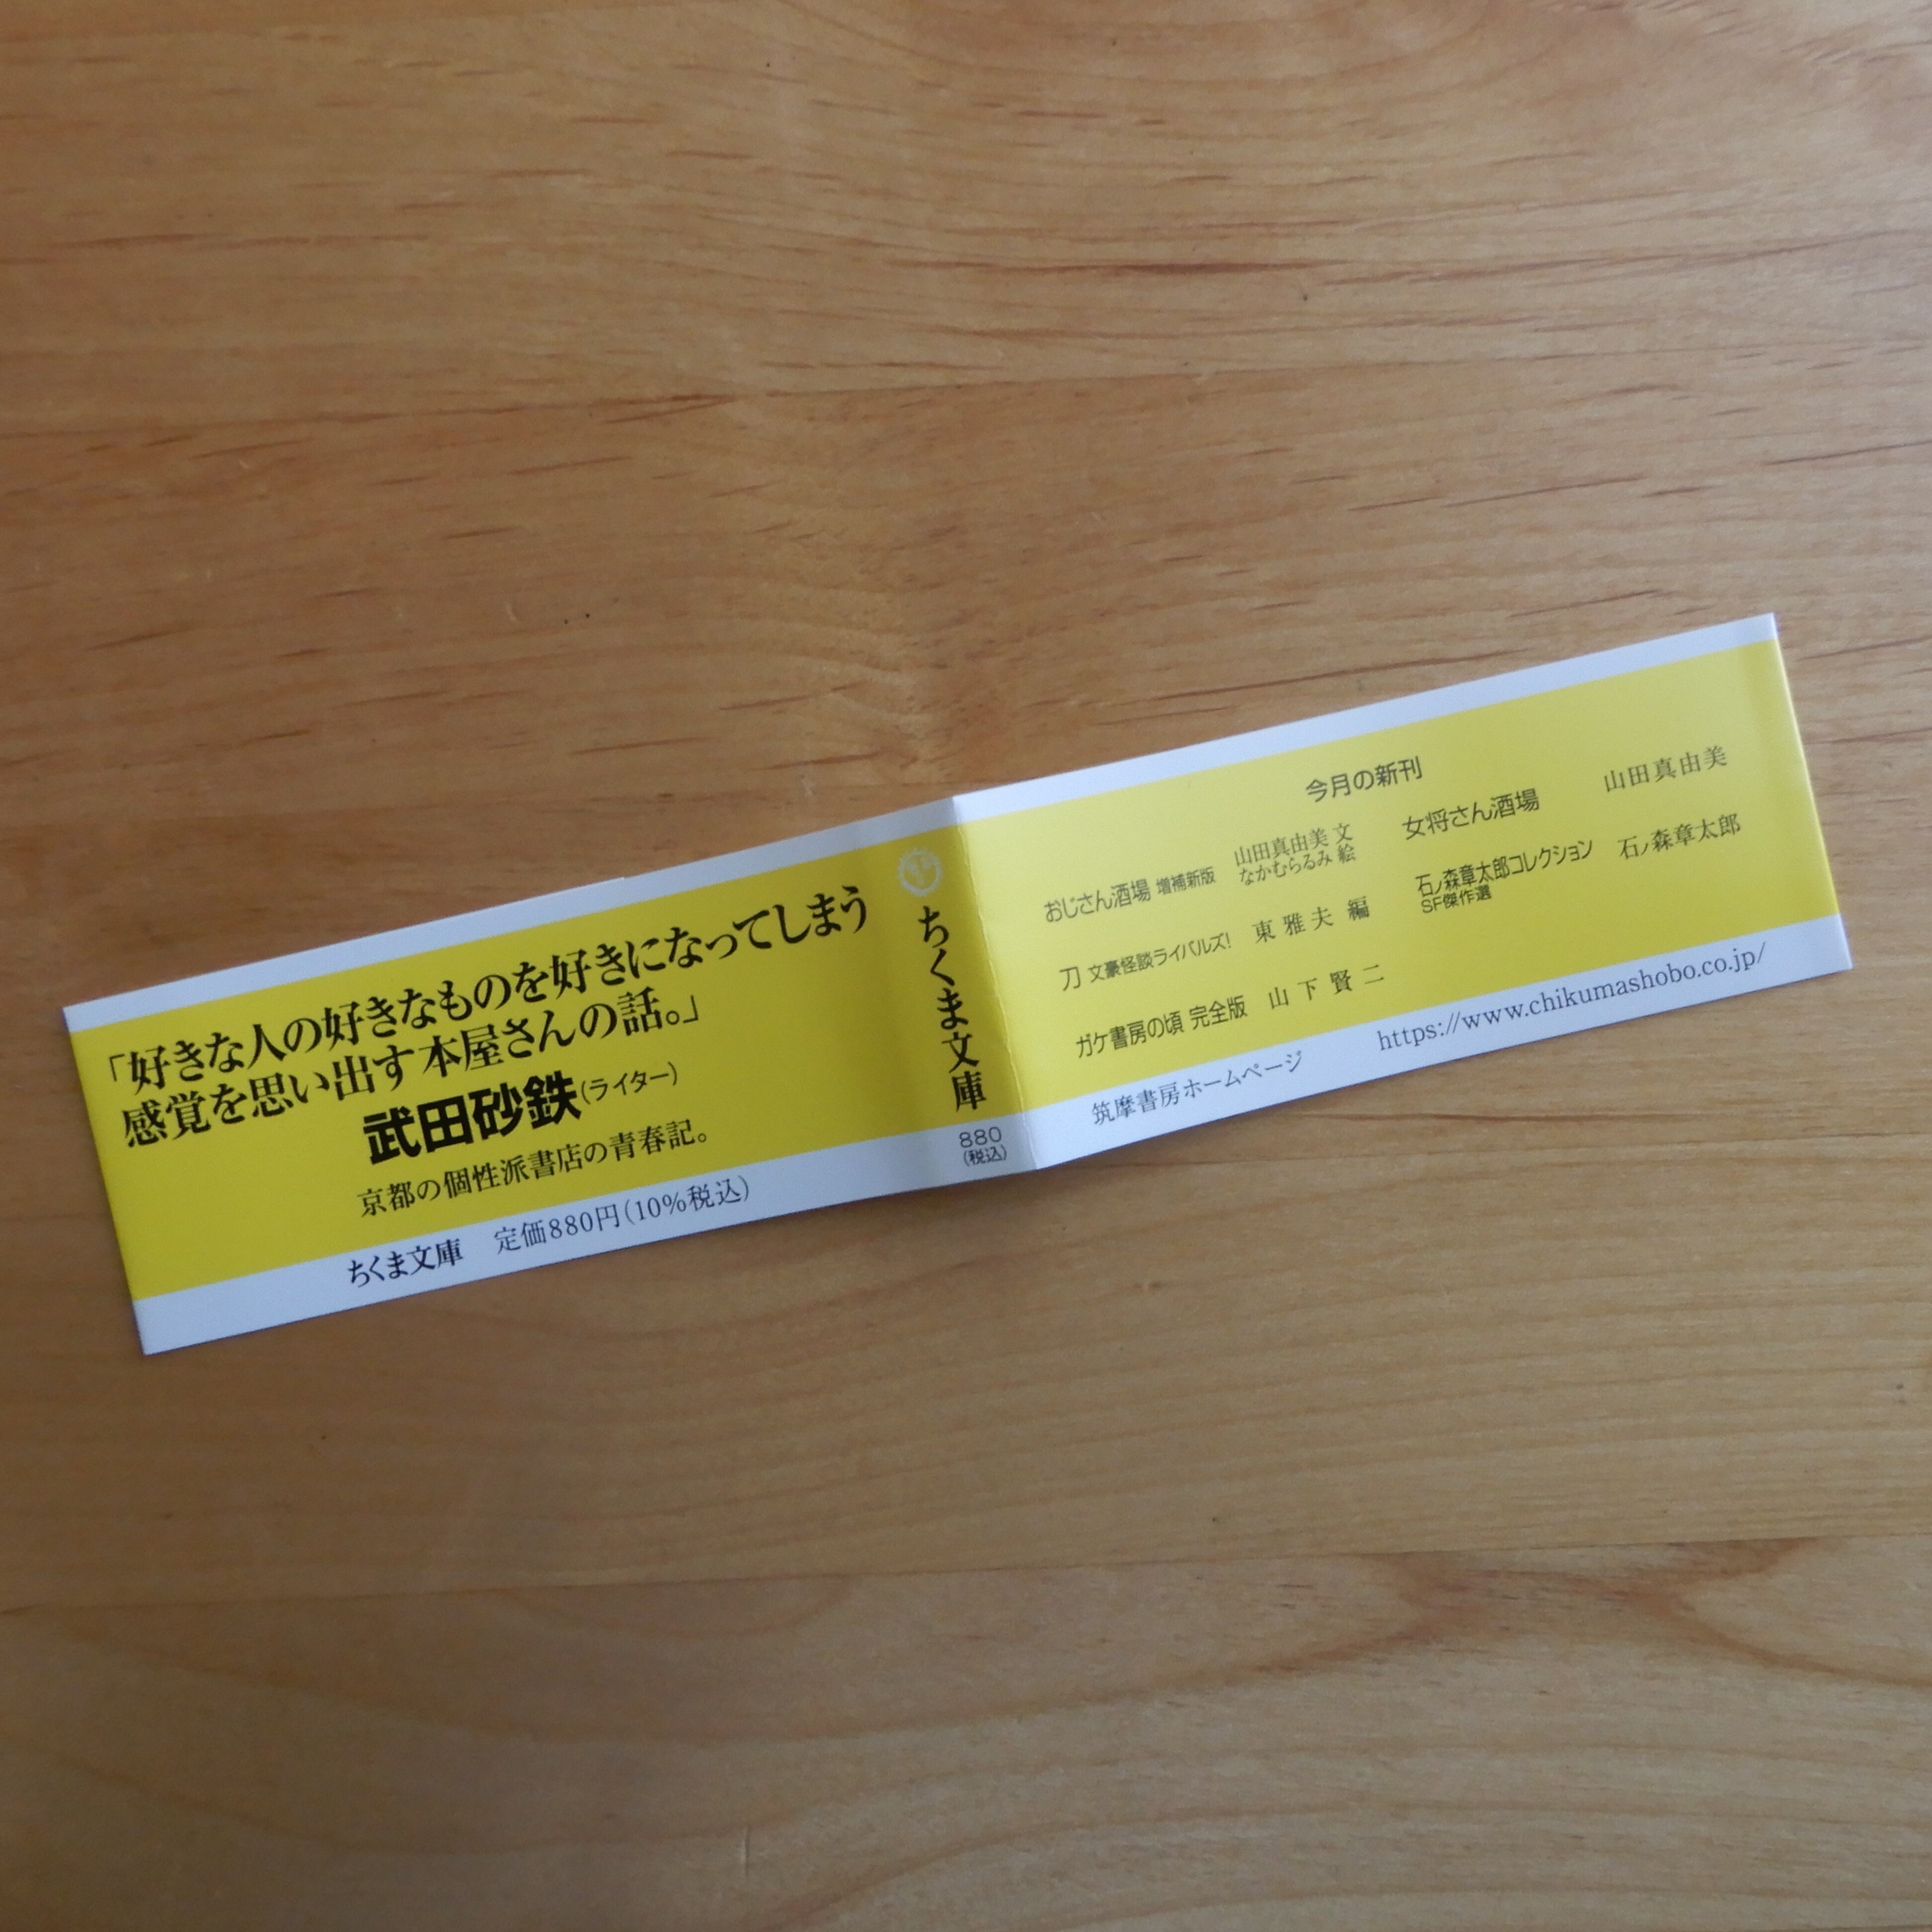 「好きな人の好きなものを好きになってしまう
感覚を思い出す本屋さんの話。」
武田砂鉄(ライター)
京都の個性派書店の青春記。
ちくま文庫 定価880円(10%税込)
ちくま文庫
880
(税込)
今月の新刊
おじさん酒場 増補新版 山田真由美 文
なかむらるみ 絵
刀 文豪怪談ライバルズ! 東雅夫 編
ガケ書房の頃 完全版 山下賢二
女将さん酒場 山田真由美
石ノ森章太郎コレクション 石ノ森章太郎
SF傑作選
筑摩書房ホームページ https://www.chikumashobo.co.jp/